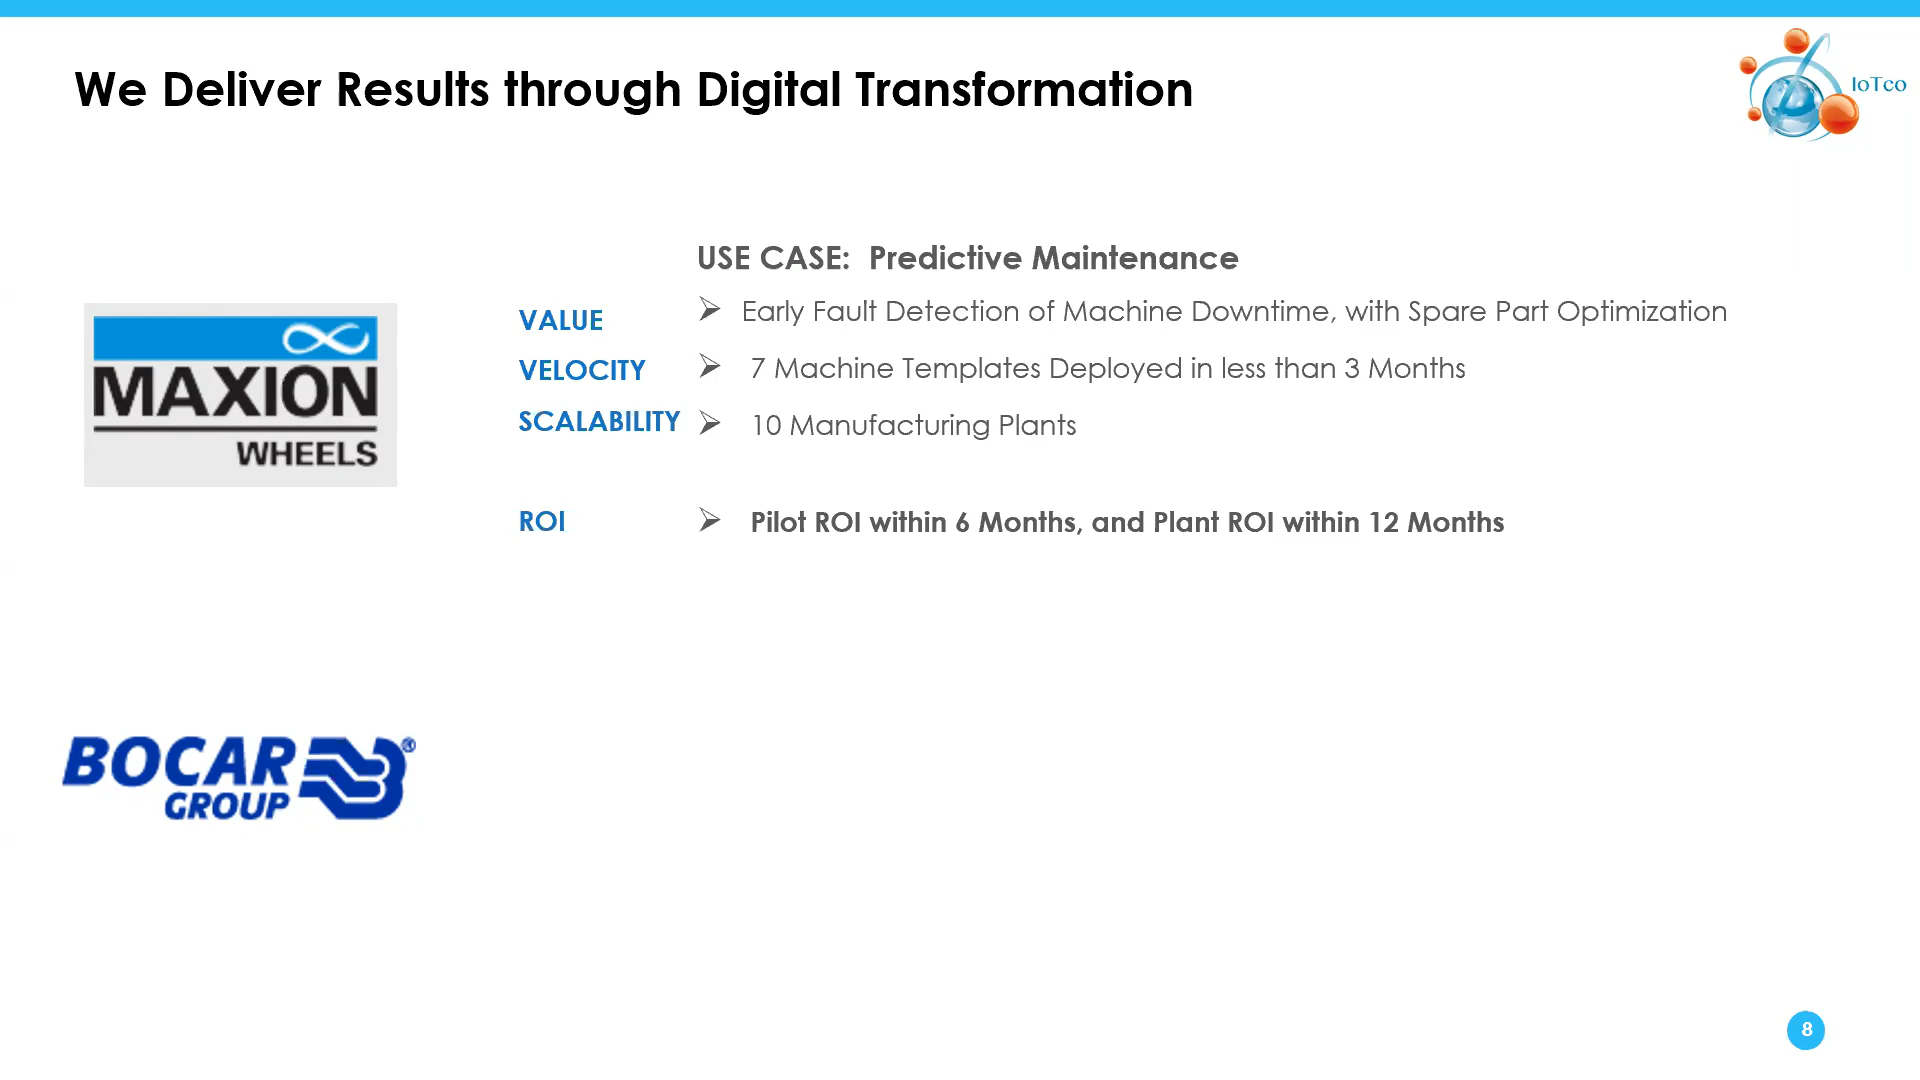 We Deliver Results through Digital Transformation
IoTco
USE CASE: Predictive Maintenance
VALUE ➢ Early Fault Detection of Machine Downtime, with Spare Part Optimization
VELOCITY ➢ 7 Machine Templates Deployed in less than 3 Months
SCALABILITY ➢ 10 Manufacturing Plants
ROI ➢ Pilot ROI within 6 Months, and Plant ROI within 12 Months
MAXION
WHEELS
BOCAR ®
GROUP
8